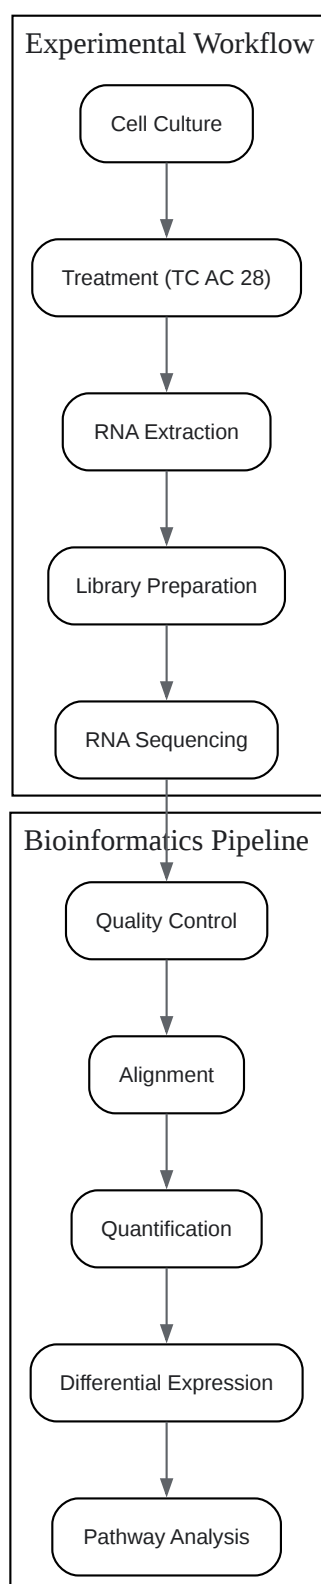 Experimental Workflow
Cell Culture
Treatment (TC AC 28)
RNA Extraction
Library Preparation
RNA Sequencing
Bioinformatics Pipeline
Quality Control
Alignment
Quantification
Differential Expression
Pathway Analysis